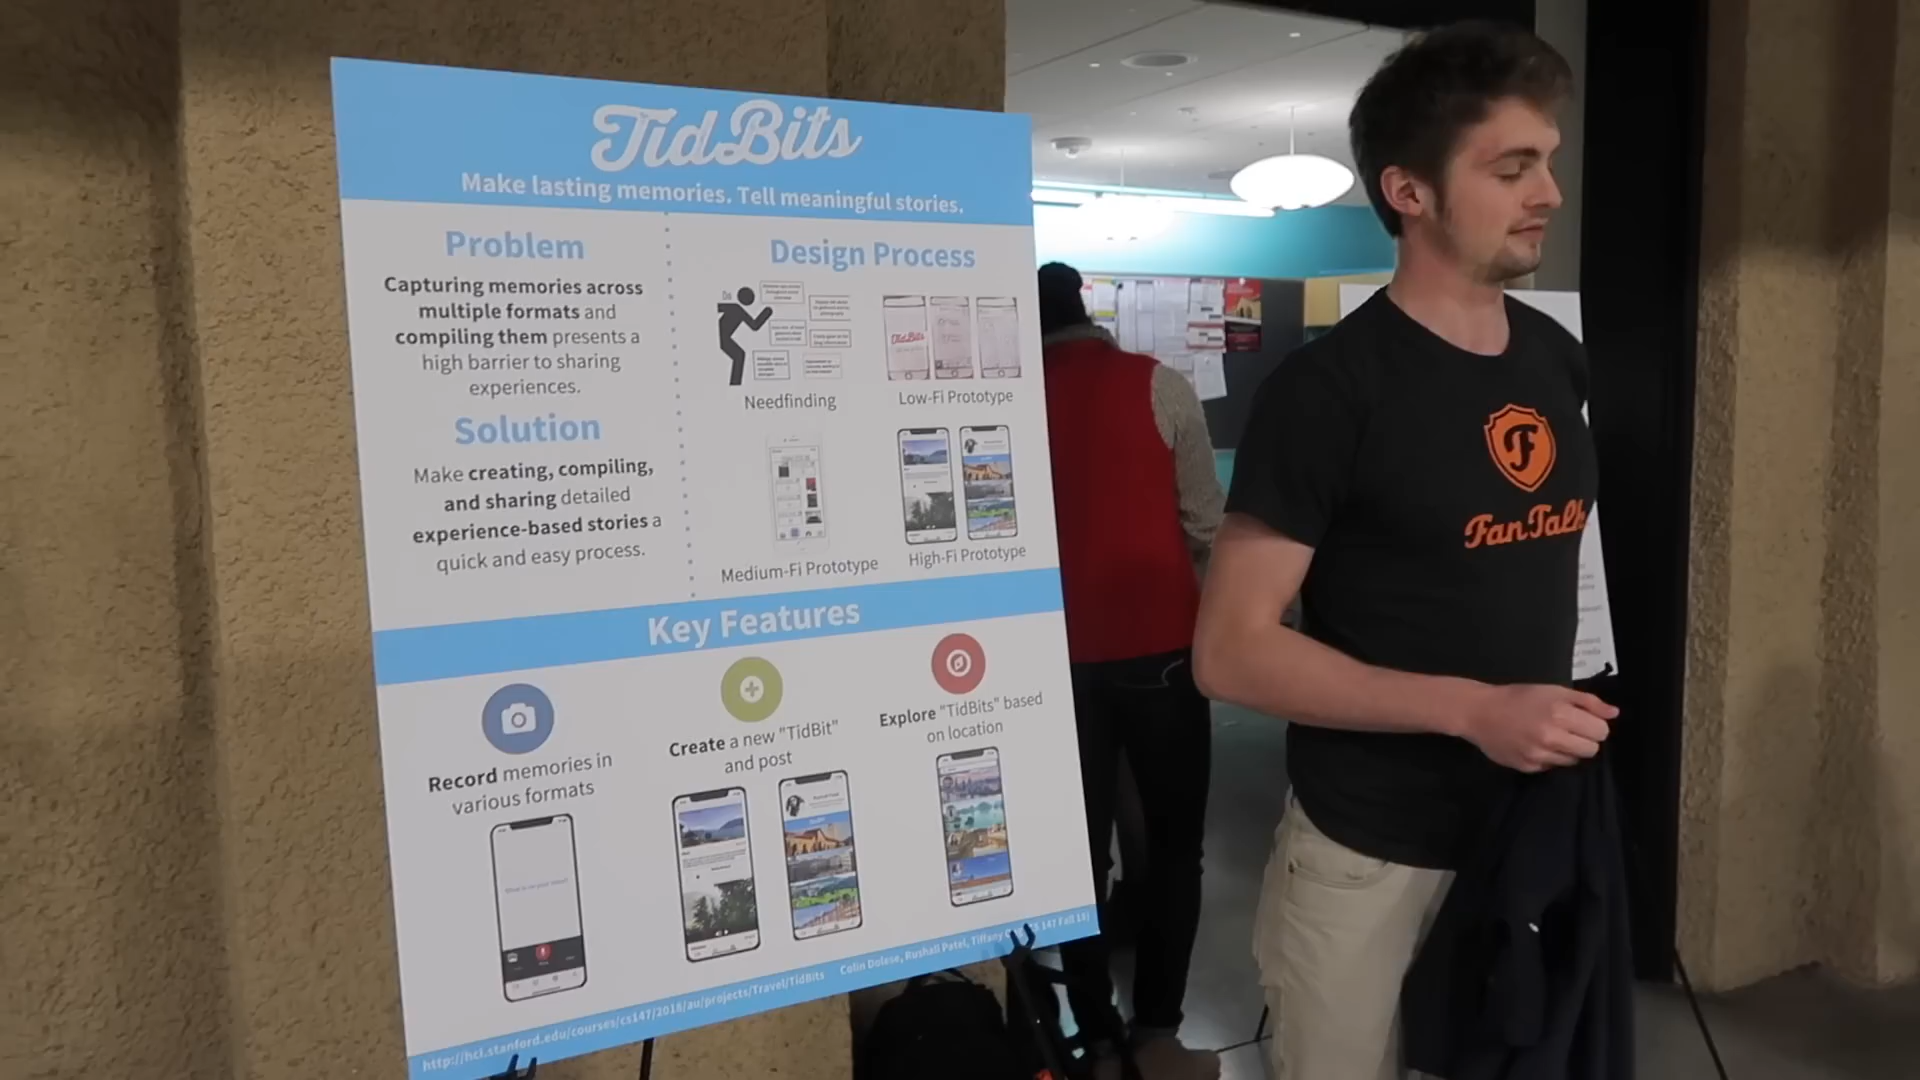 TidBits
Make lasting memories. Tell meaningful stories.
Problem
Capturing memories across
multiple formats and
compiling them presents a
high barrier to sharing
experiences.
Solution
Make creating, compiling,
and sharing detailed
experience-based stories a
quick and easy process.
Design Process
Needfinding
TidBits
Low-Fi Prototype
Medium-Fi Prototype
High-Fi Prototype
Key Features
Record memories in
various formats
Create a new "TidBit"
and post
Explore "TidBits" based
on location
http://hci.stanford.edu/courses/cs147/2018/au/projects/Travel/TidBits
Colin Dolese, Rushali Patel, Tiffany 147 Fall 18)
F
FanTalk